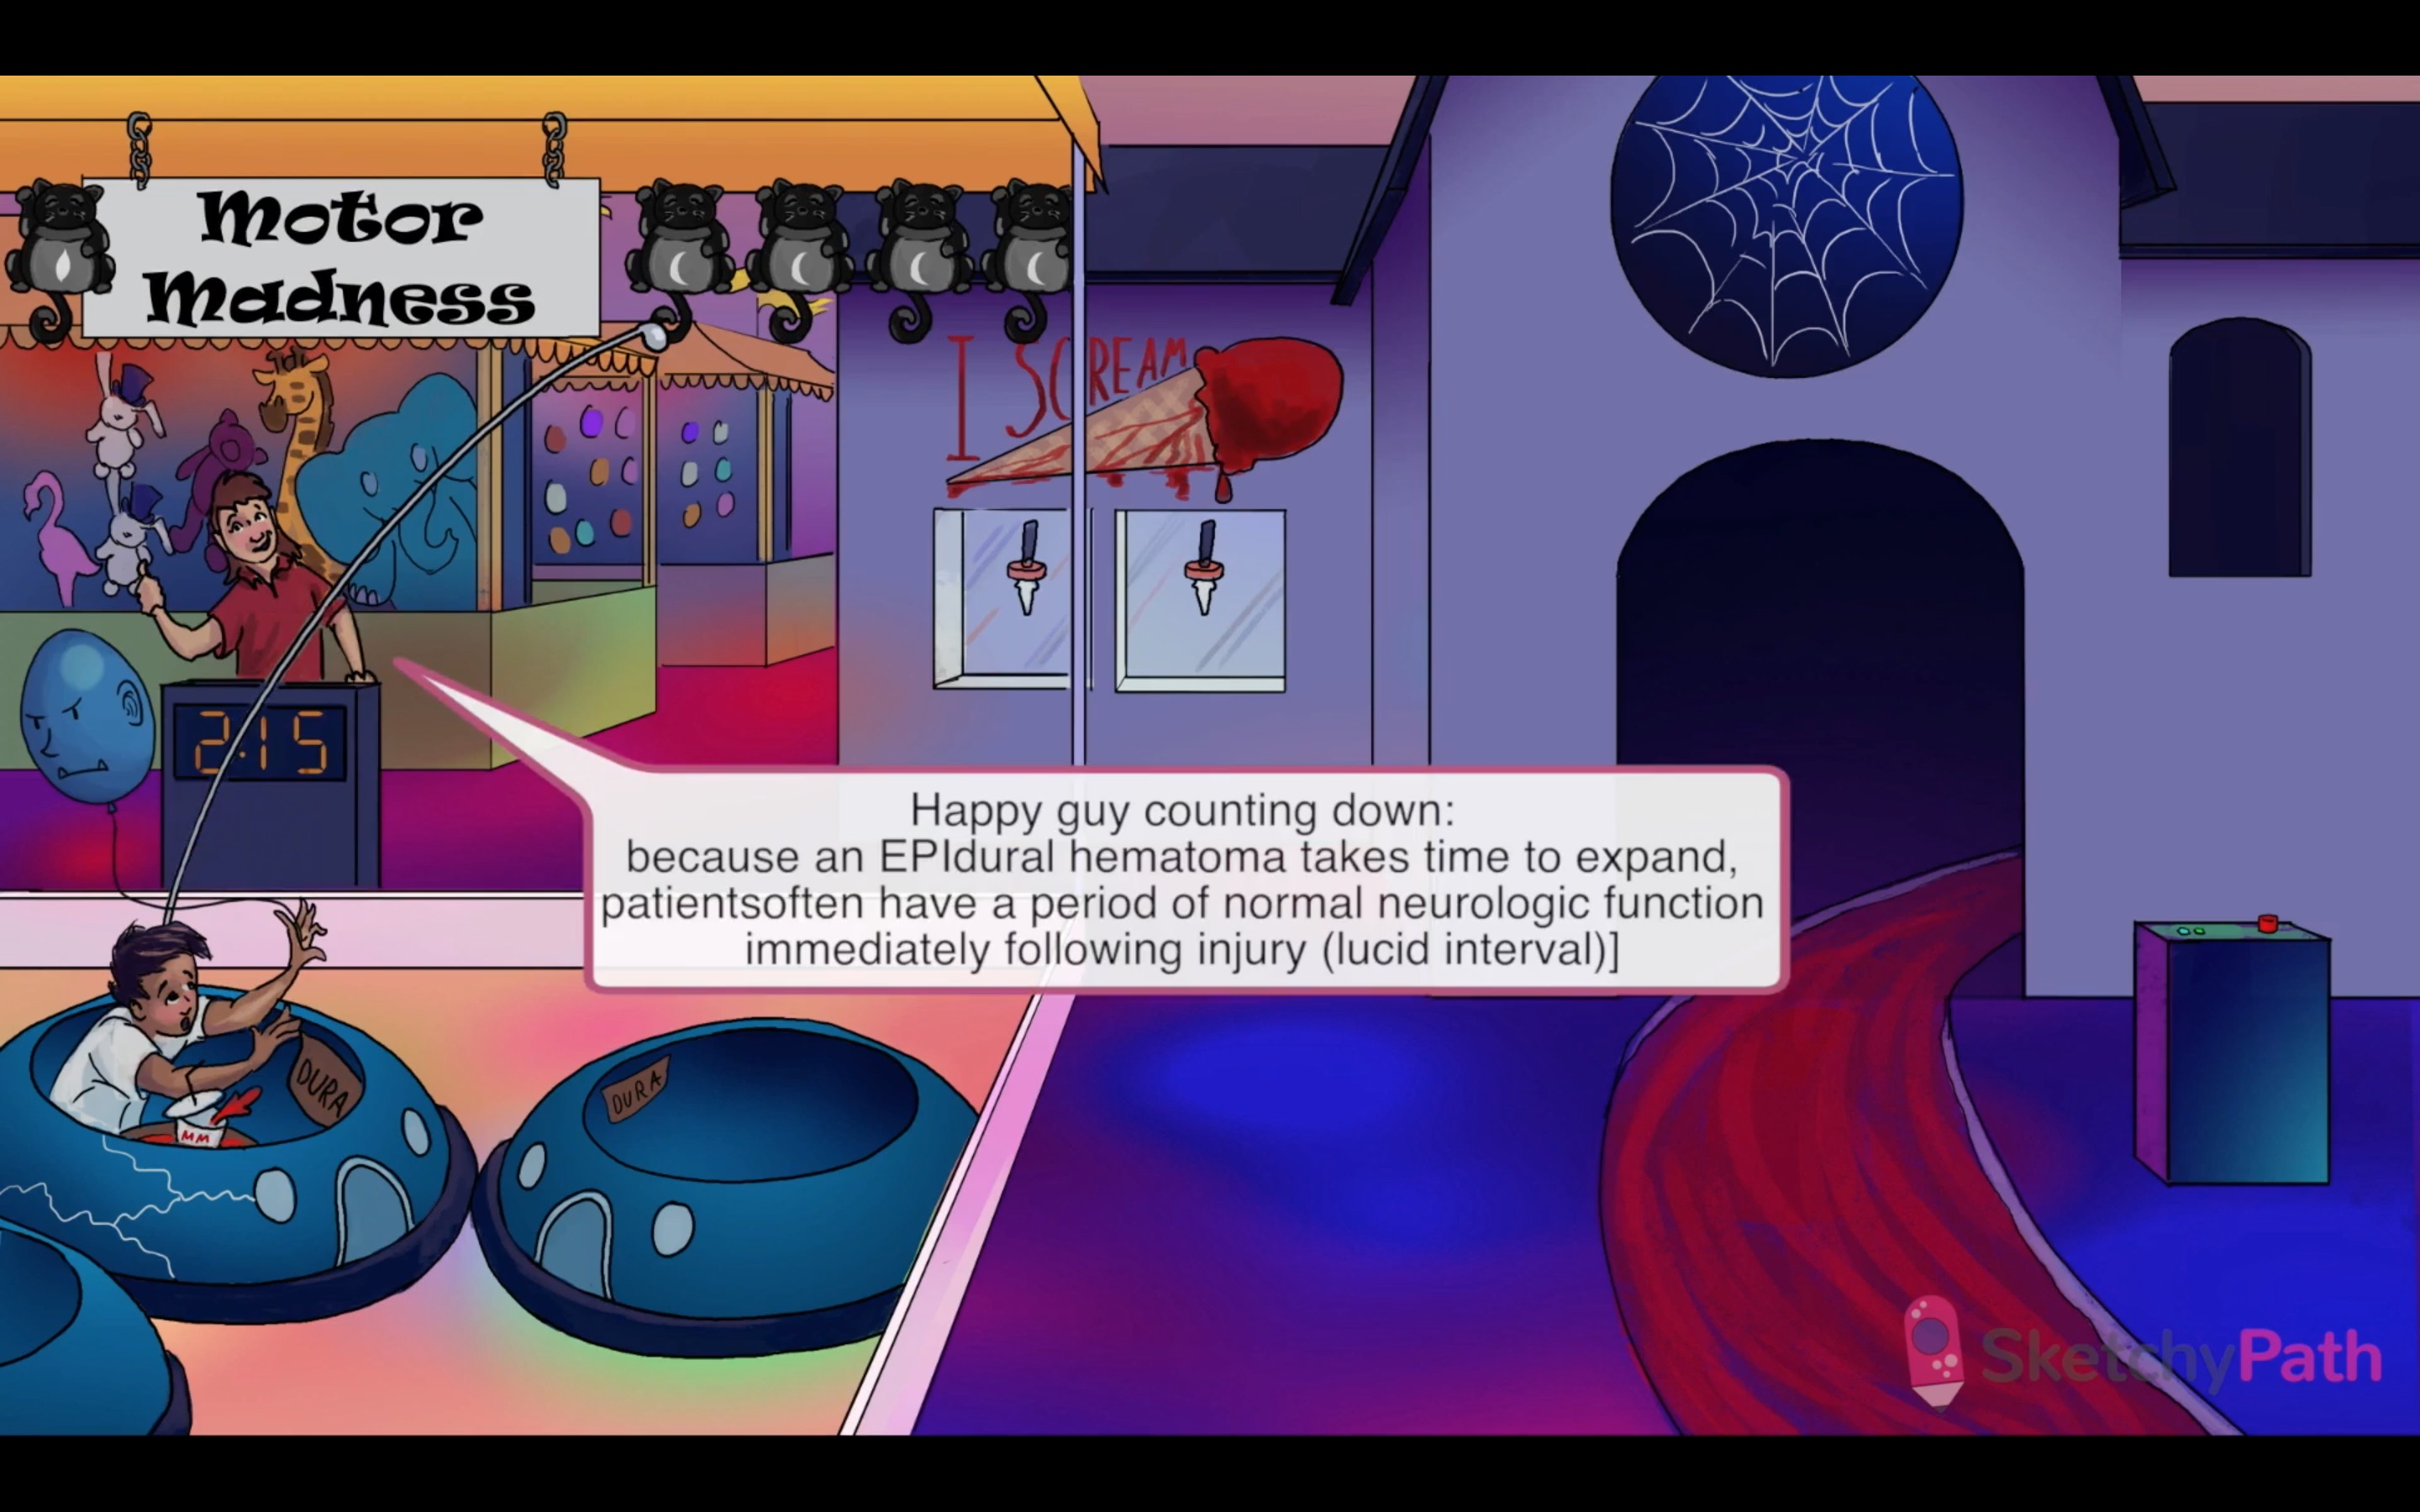 Motor
Madness
I SCREAM
2:15
Happy guy counting down:
because an EPIdural hematoma takes time to expand,
patientsoften have a period of normal neurologic function
immediately following injury (lucid interval)]
DURA
DURA
MM
SketchyPath